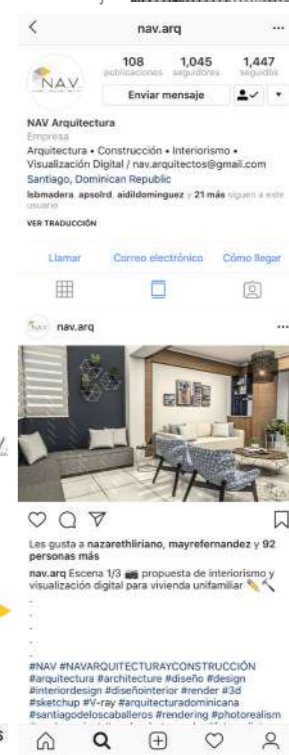 nav.arq
108 1,045 1,447
publicaciones seguidores seguidos
NAV
Enviar mensaje
NAV Arquitectura
Empresa
Arquitectura • Construcción • Interiorismo •
Visualización Digital / nav.arquitectos@gmail.com
Santiago, Dominican Republic
lsbmadera, apsolrd, aidildominguez y 21 más siguen a este
usuario
VER TRADUCCIÓN
Llamar Correo electrónico Cómo llegar
nav.arq
Les gusta a nazarethliriano, mayrefernandez y 92
personas más
nav.arq Escena 1/3 📷 propuesta de interiorismo y
visualización digital para vivienda unifamiliar ✏️🔨
.
.
.
.
.
#NAV #NAVARQUITECTURAYCONSTRUCCIÓN
#arquitectura #architecture #diseño #design
#interiordesign #diseñointerior #render #3d
#sketchup #V-ray #arquitecturadominicana
#santiagodeloscaballeros #rendering #photorealism